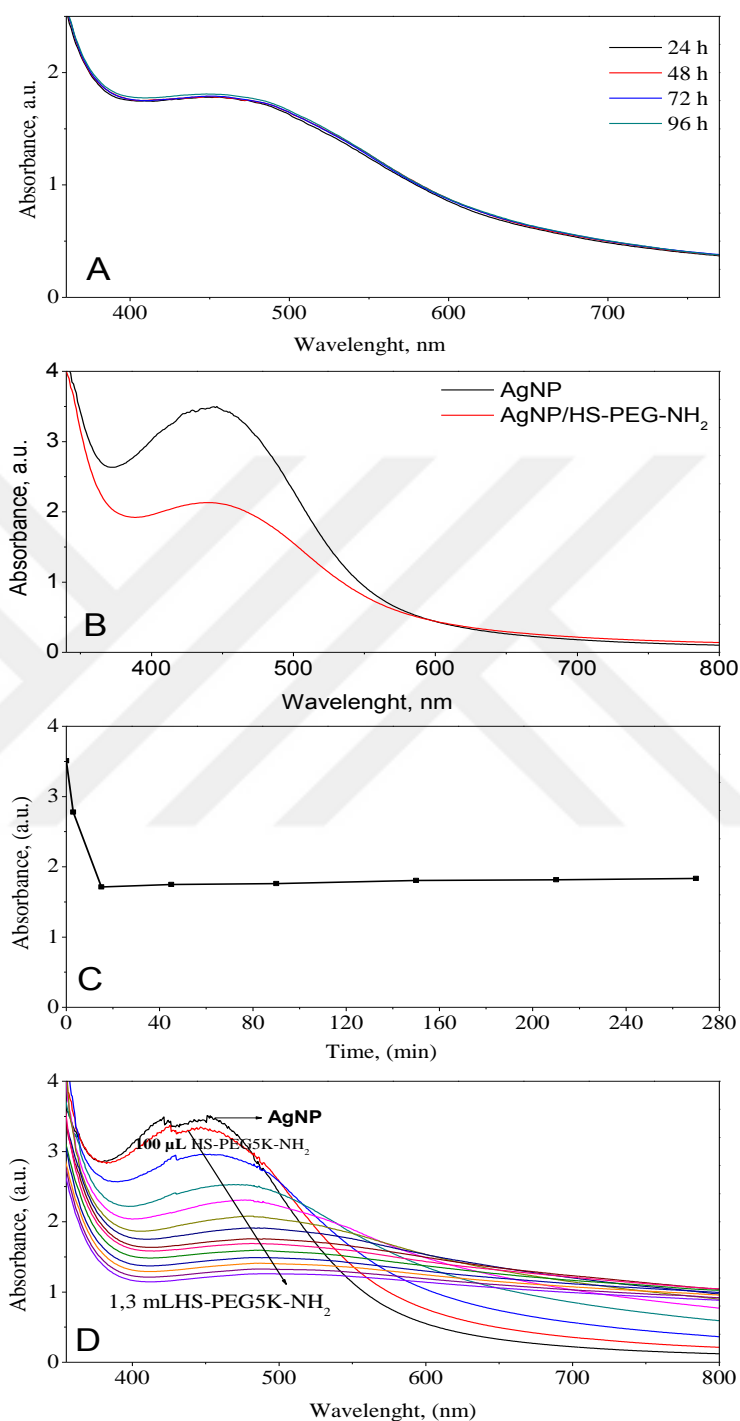 2
1
0
Absorbance, a.u.
24 h
48 h
72 h
96 h
A
400 500 600 700
Wavelenght, nm
4
3
2
1
0
Absorbance, a.u.
AgNP
AgNP/HS-PEG-NH2
B
400 500 600 700 800
Wavelenght, nm
4
3
2
1
0
Absorbance, (a.u.)
C
0 40 80 120 160 200 240 280
Time, (min)
4
3
2
1
0
Absorbance, (a.u.)
AgNP
100 µL HS-PEG5K-NH2
1,3 mLHS-PEG5K-NH2
D
400 500 600 700 800
Wavelenght, (nm)